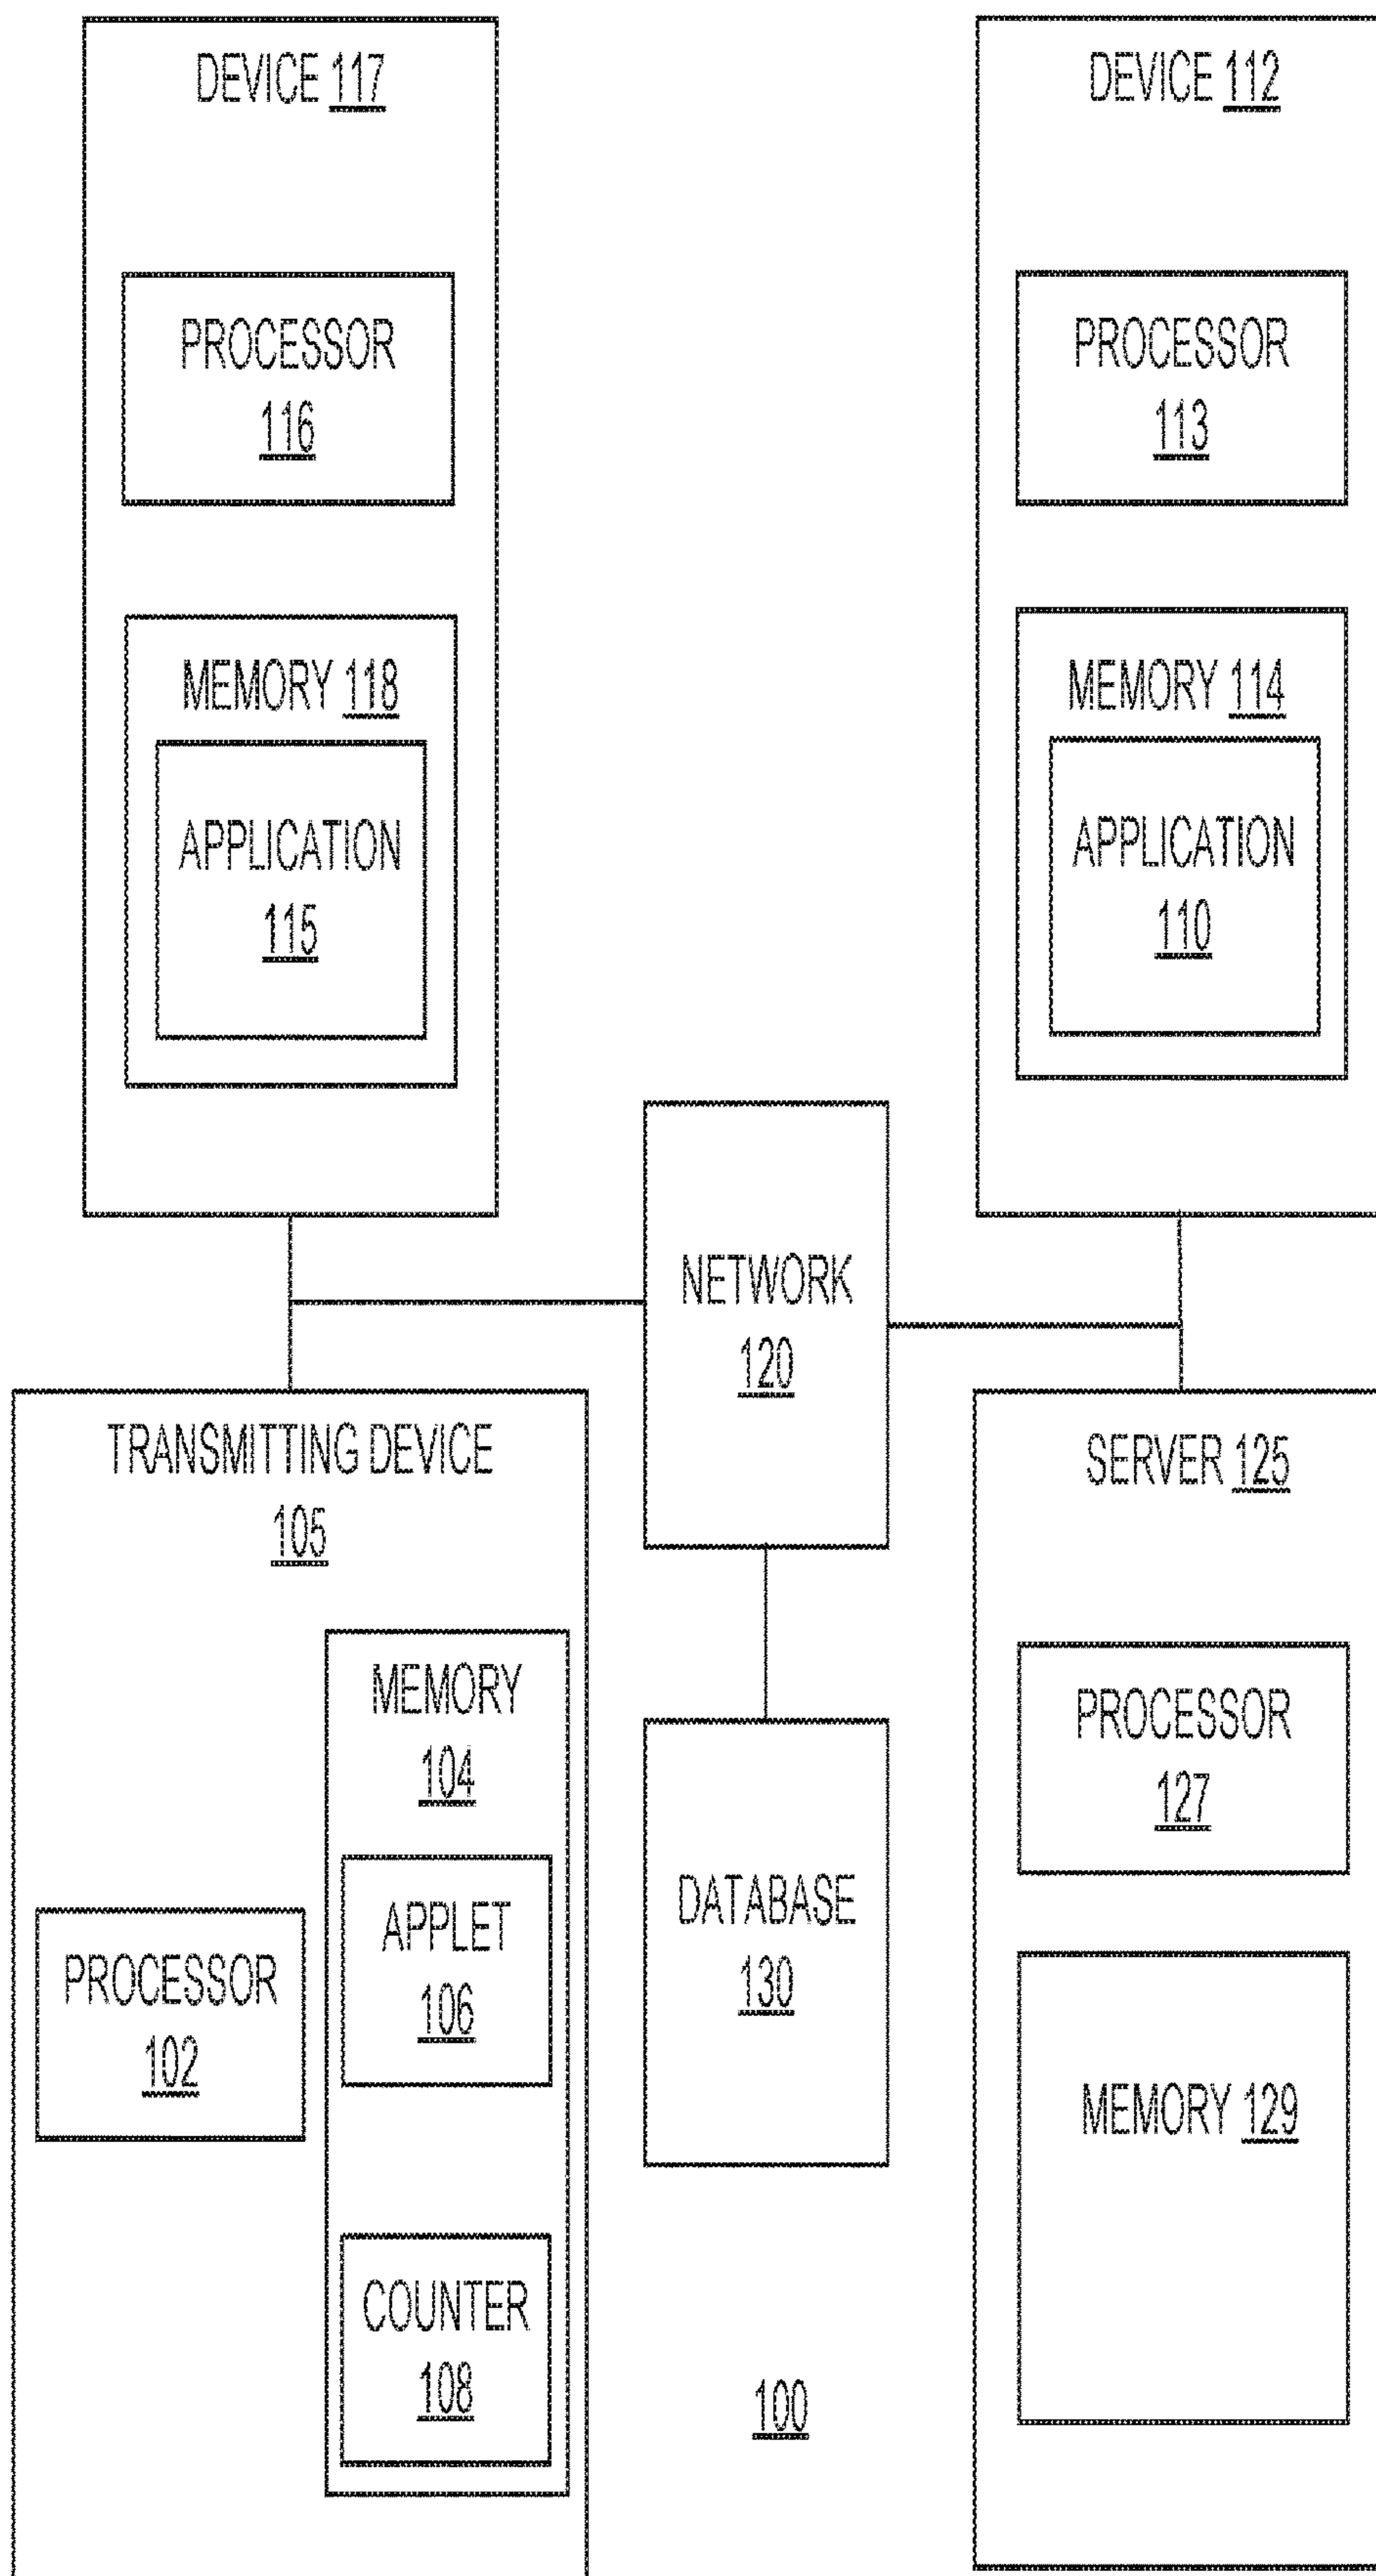 DEVICE 117
PROCESSOR
116
MEMORY 118
APPLICATION
115
DEVICE 112
PROCESSOR
113
MEMORY 114
APPLICATION
110
NETWORK
120
TRANSMITTING DEVICE
105
MEMORY
104
APPLET
106
PROCESSOR
102
COUNTER
108
DATABASE
130
SERVER 125
PROCESSOR
127
MEMORY 129
100